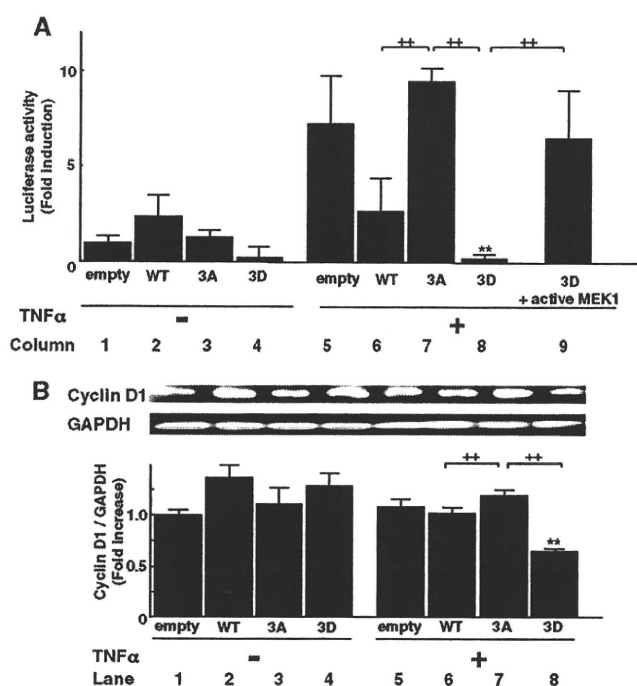 A
Luciferase activity
(Fold induction)
10
5
0
‡‡ ‡‡ ‡‡
**
empty WT 3A 3D empty WT 3A 3D 3D
+ active MEK1
TNFα - +
Column 1 2 3 4 5 6 7 8 9
B
Cyclin D1
GAPDH
Cyclin D1 / GAPDH
(Fold increase)
1.0
0.5
0
‡‡ ‡‡
**
empty WT 3A 3D empty WT 3A 3D
TNFα - +
Lane 1 2 3 4 5 6 7 8